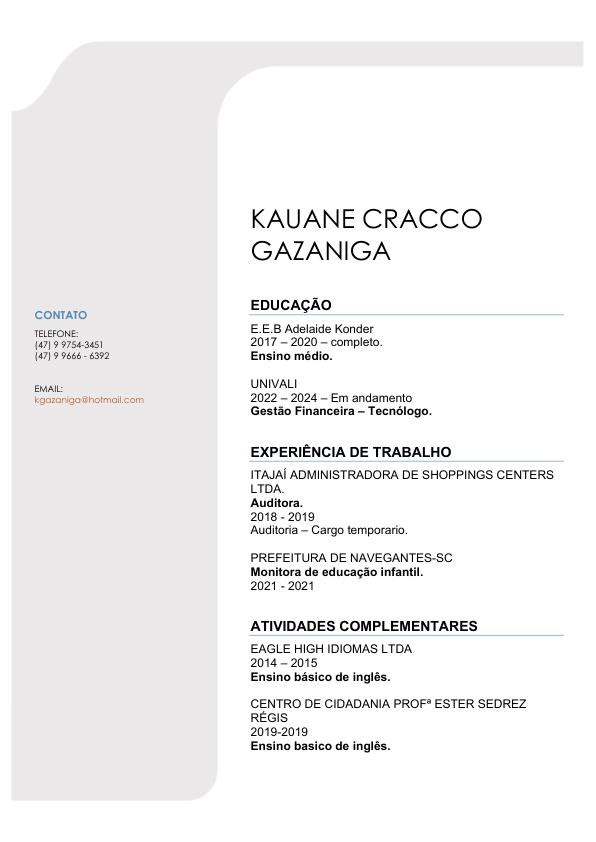 KAUANE CRACCO
GAZANIGA
CONTATO
TELEFONE:
(47) 9 9754-3451
(47) 9 9666 - 6392
EMAIL:
kgazaniga@hotmail.com
EDUCAÇÃO
E.E.B Adelaide Konder
2017 – 2020 – completo.
Ensino médio.
UNIVALI
2022 – 2024 – Em andamento
Gestão Financeira – Tecnólogo.
EXPERIÊNCIA DE TRABALHO
ITAJAÍ ADMINISTRADORA DE SHOPPINGS CENTERS
LTDA.
Auditora.
2018 - 2019
Auditoria – Cargo temporario.
PREFEITURA DE NAVEGANTES-SC
Monitora de educação infantil.
2021 - 2021
ATIVIDADES COMPLEMENTARES
EAGLE HIGH IDIOMAS LTDA
2014 – 2015
Ensino básico de inglês.
CENTRO DE CIDADANIA PROFª ESTER SEDREZ
RÉGIS
2019-2019
Ensino basico de inglês.